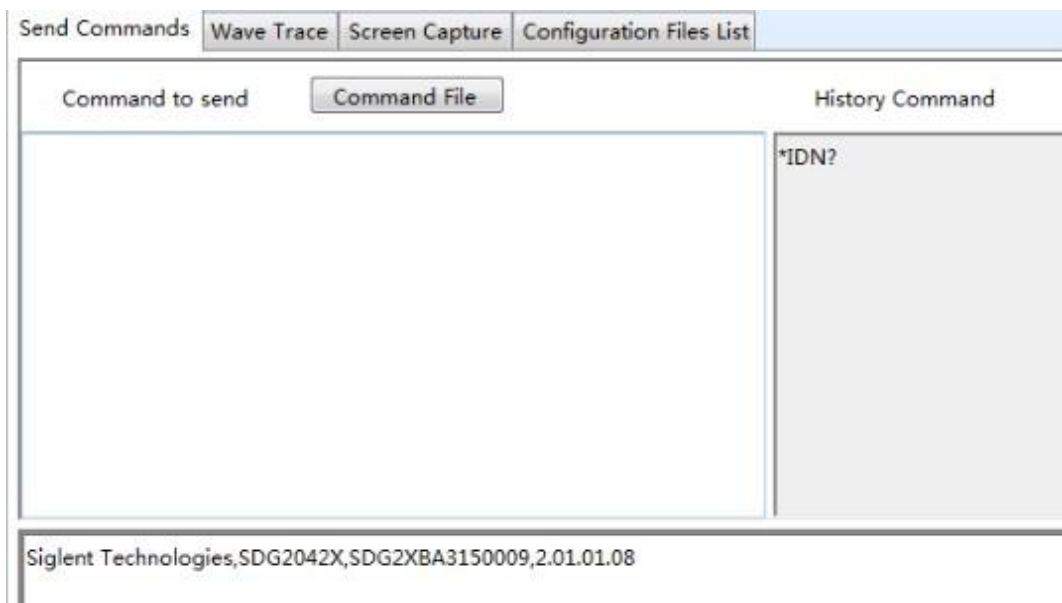 Send Commands Wave Trace Screen Capture Configuration Files List
Command to send Command File History Command
*IDN?
Siglent Technologies,SDG2042X,SDG2XBA3150009,2.01.01.08